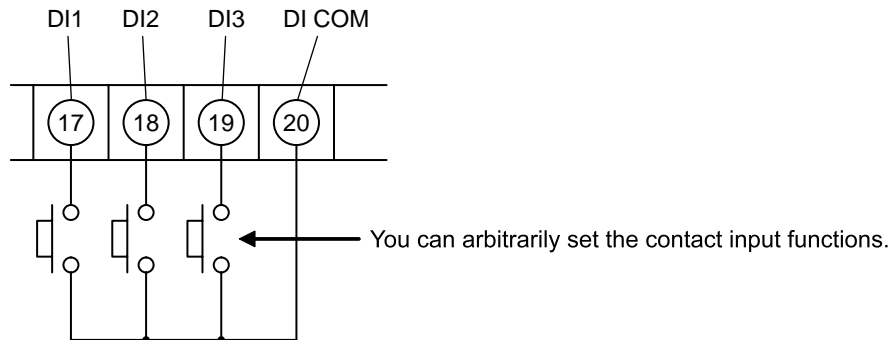 DI1 DI2 DI3 DI COM
17 18 19 20
You can arbitrarily set the contact input functions.